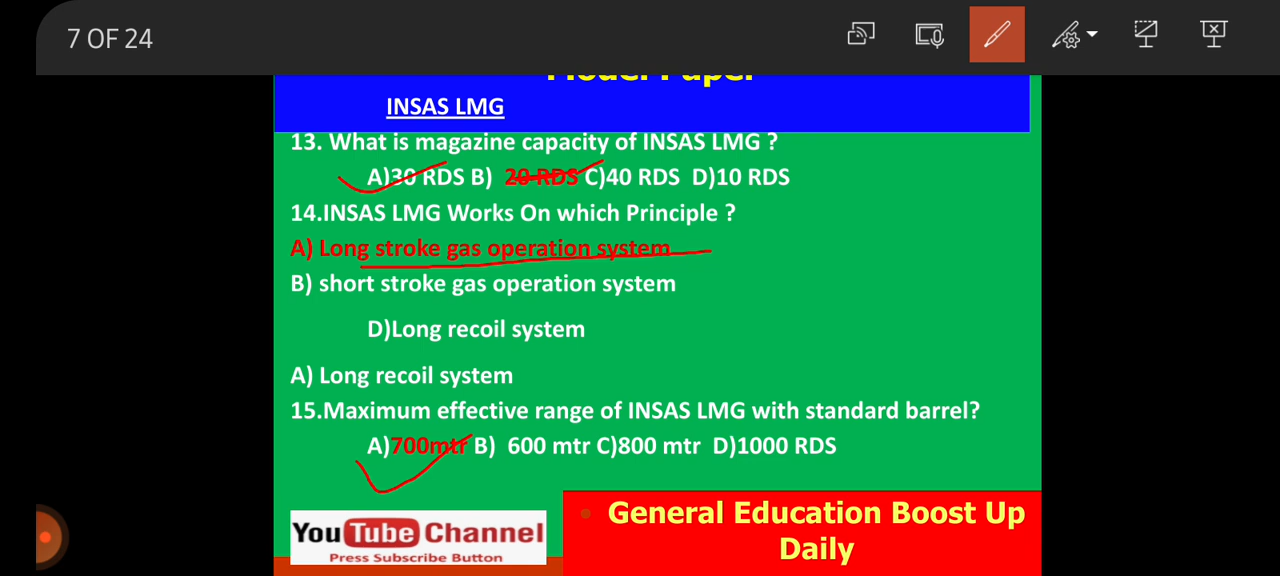 7 OF 24
Model Paper
INSAS LMG
13. What is magazine capacity of INSAS LMG ?
A)30 RDS B) 20 RDS C)40 RDS D)10 RDS
14.INSAS LMG Works On which Principle ?
A) Long stroke gas operation system
B) short stroke gas operation system
D)Long recoil system
A) Long recoil system
15.Maximum effective range of INSAS LMG with standard barrel?
A)700mtr B) 600 mtr C)800 mtr D)1000 RDS
YouTube Channel
Press Subscribe Button
• General Education Boost Up
Daily